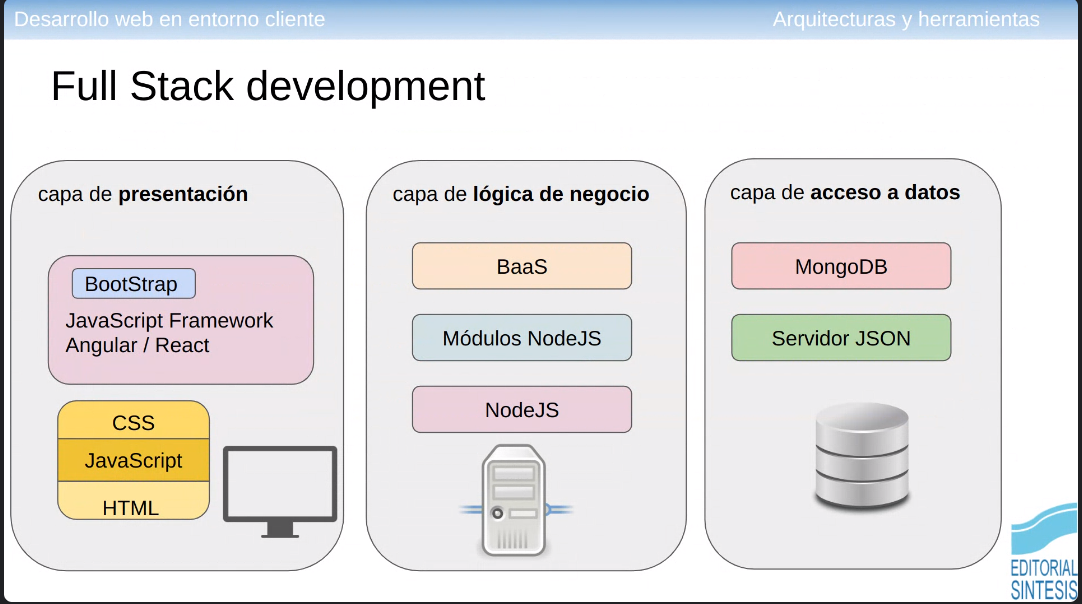 Desarrollo web en entorno cliente
Arquitecturas y herramientas
Full Stack development
capa de presentación
BootStrap
JavaScript Framework
Angular / React
CSS
JavaScript
HTML
capa de lógica de negocio
BaaS
Módulos NodeJS
NodeJS
capa de acceso a datos
MongoDB
Servidor JSON
EDITORIAL
SINTESIS